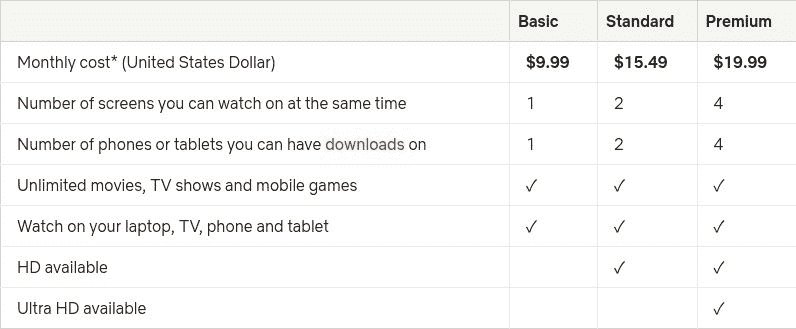 Basic Standard Premium
Monthly cost* (United States Dollar) $9.99 $15.49 $19.99
Number of screens you can watch on at the same time 1 2 4
Number of phones or tablets you can have downloads on 1 2 4
Unlimited movies, TV shows and mobile games ✓ ✓ ✓
Watch on your laptop, TV, phone and tablet ✓ ✓ ✓
HD available ✓ ✓
Ultra HD available ✓